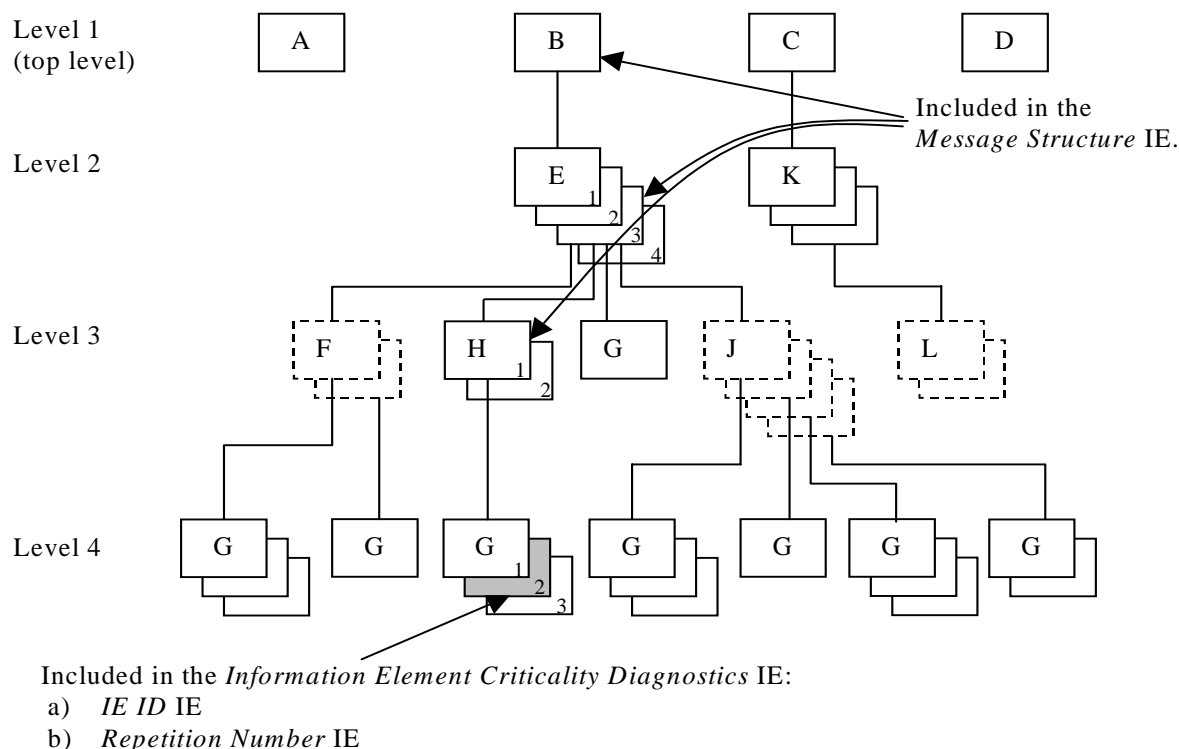 Level 1
(top level)
A
B
C
D
Included in the
Message Structure IE.
Level 2
E
1
2
3
4
K
Level 3
F
H
1
2
G
J
L
Level 4
G
G
G
1
2
3
G
G
G
G
Included in the Information Element Criticality Diagnostics IE:
a) IE ID IE
b) Repetition Number IE